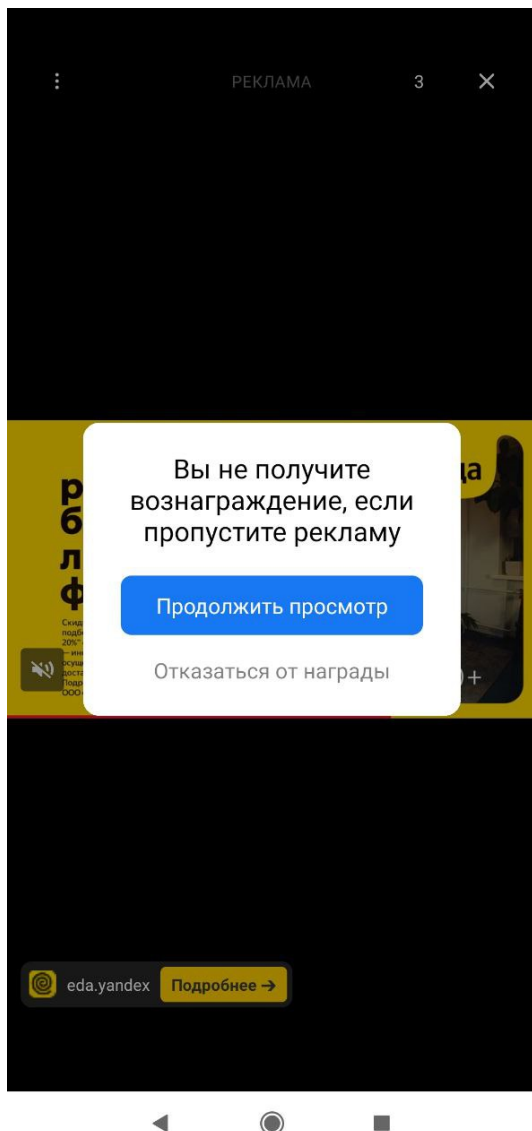 РЕКЛАМА 3
Вы не получите
вознаграждение, если
пропустите рекламу
Продолжить просмотр
Отказаться от награды
eda.yandex Подробнее →